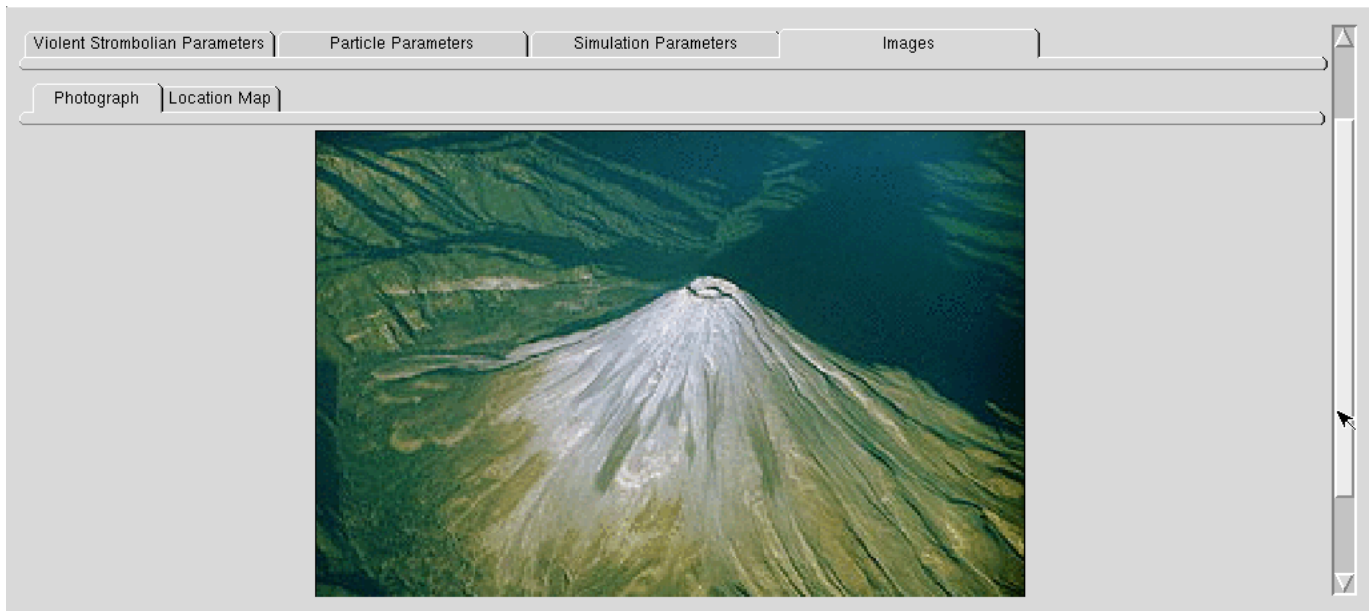 Violent Strombolian Parameters Particle Parameters Simulation Parameters Images
Photograph Location Map